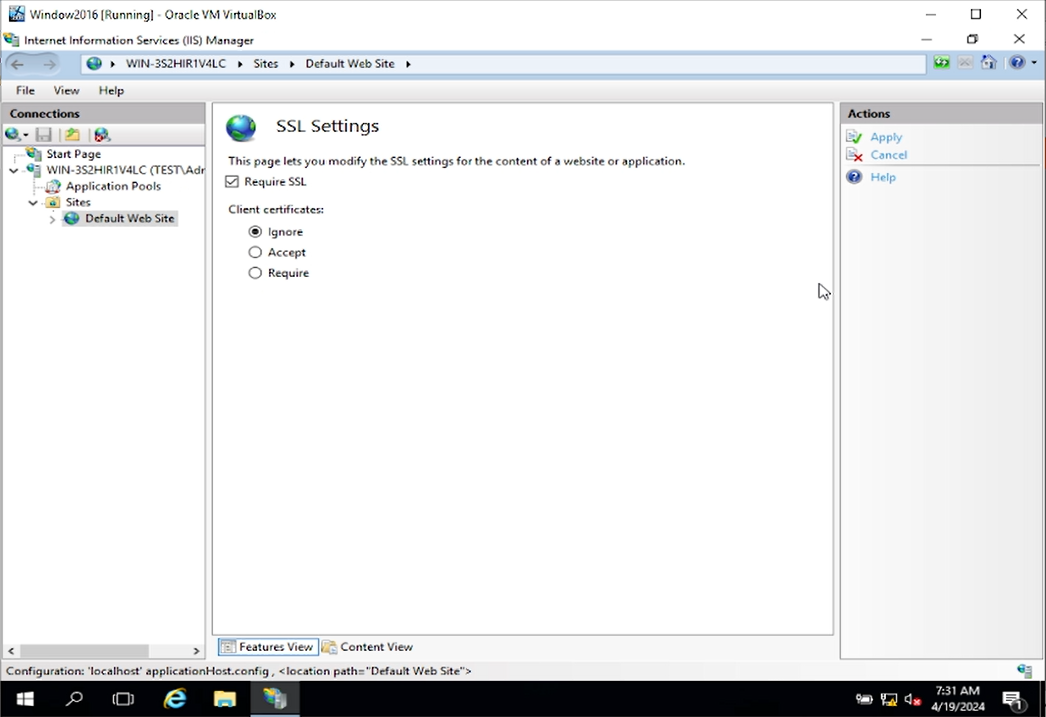 Window2016 [Running] - Oracle VM VirtualBox
Internet Information Services (IIS) Manager
WIN-3S2HIR1V4LC
Sites
Default Web Site
File
View
Help
Connections
Start Page
WIN-3S2HIR1V4LC (TEST\Adr
Application Pools
Sites
Default Web Site
SSL Settings
This page lets you modify the SSL settings for the content of a website or application.
Require SSL
Client certificates:
Ignore
Accept
Require
Features View
Content View
Actions
Apply
Cancel
Help
Configuration: 'localhost' applicationHost.config , <location path="Default Web Site">
7:31 AM
4/19/2024
1